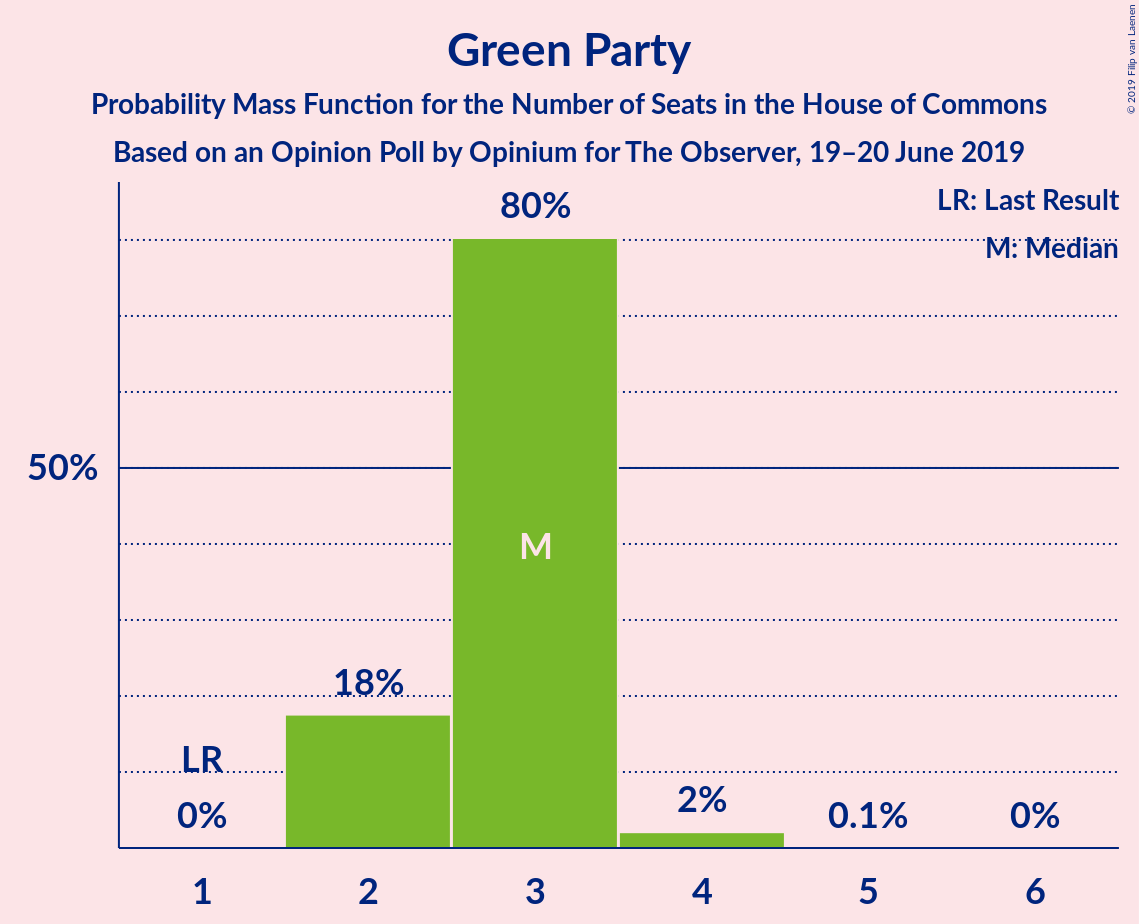 Green Party
Probability Mass Function for the Number of Seats in the House of Commons
Based on an Opinion Poll by Opinium for The Observer, 19–20 June 2019
© 2019 Filip van Laenen
LR: Last Result
M: Median
80%
50%
M
18%
LR
0%
2%
0.1%
0%
1 2 3 4 5 6